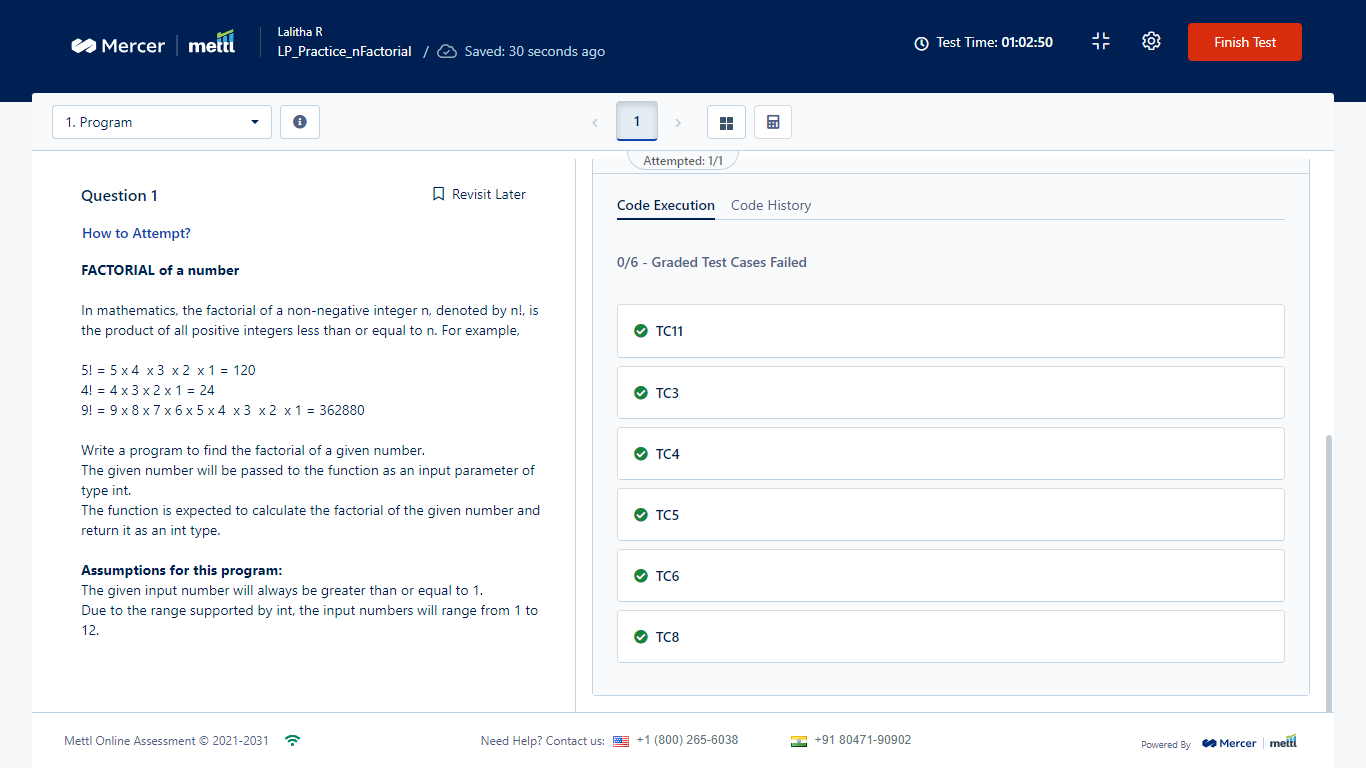 Mercer | mettl
Lalitha R
LP_Practice_nFactorial / Saved: 30 seconds ago
Test Time: 01:02:50
Finish Test
1. Program
1
Attempted: 1/1
Question 1
Revisit Later
How to Attempt?
FACTORIAL of a number
In mathematics, the factorial of a non-negative integer n, denoted by n!, is
the product of all positive integers less than or equal to n. For example,
5! = 5 x 4 x 3 x 2 x 1 = 120
4! = 4 x 3 x 2 x 1 = 24
9! = 9 x 8 x 7 x 6 x 5 x 4 x 3 x 2 x 1 = 362880
Write a program to find the factorial of a given number.
The given number will be passed to the function as an input parameter of
type int.
The function is expected to calculate the factorial of the given number and
return it as an int type.
Assumptions for this program:
The given input number will always be greater than or equal to 1.
Due to the range supported by int, the input numbers will range from 1 to
12.
Code Execution
Code History
0/6 - Graded Test Cases Failed
TC11
TC3
TC4
TC5
TC6
TC8
Mettl Online Assessment © 2021-2031
Need Help? Contact us: +1 (800) 265-6038
+91 80471-90902
Powered By Mercer | mettl